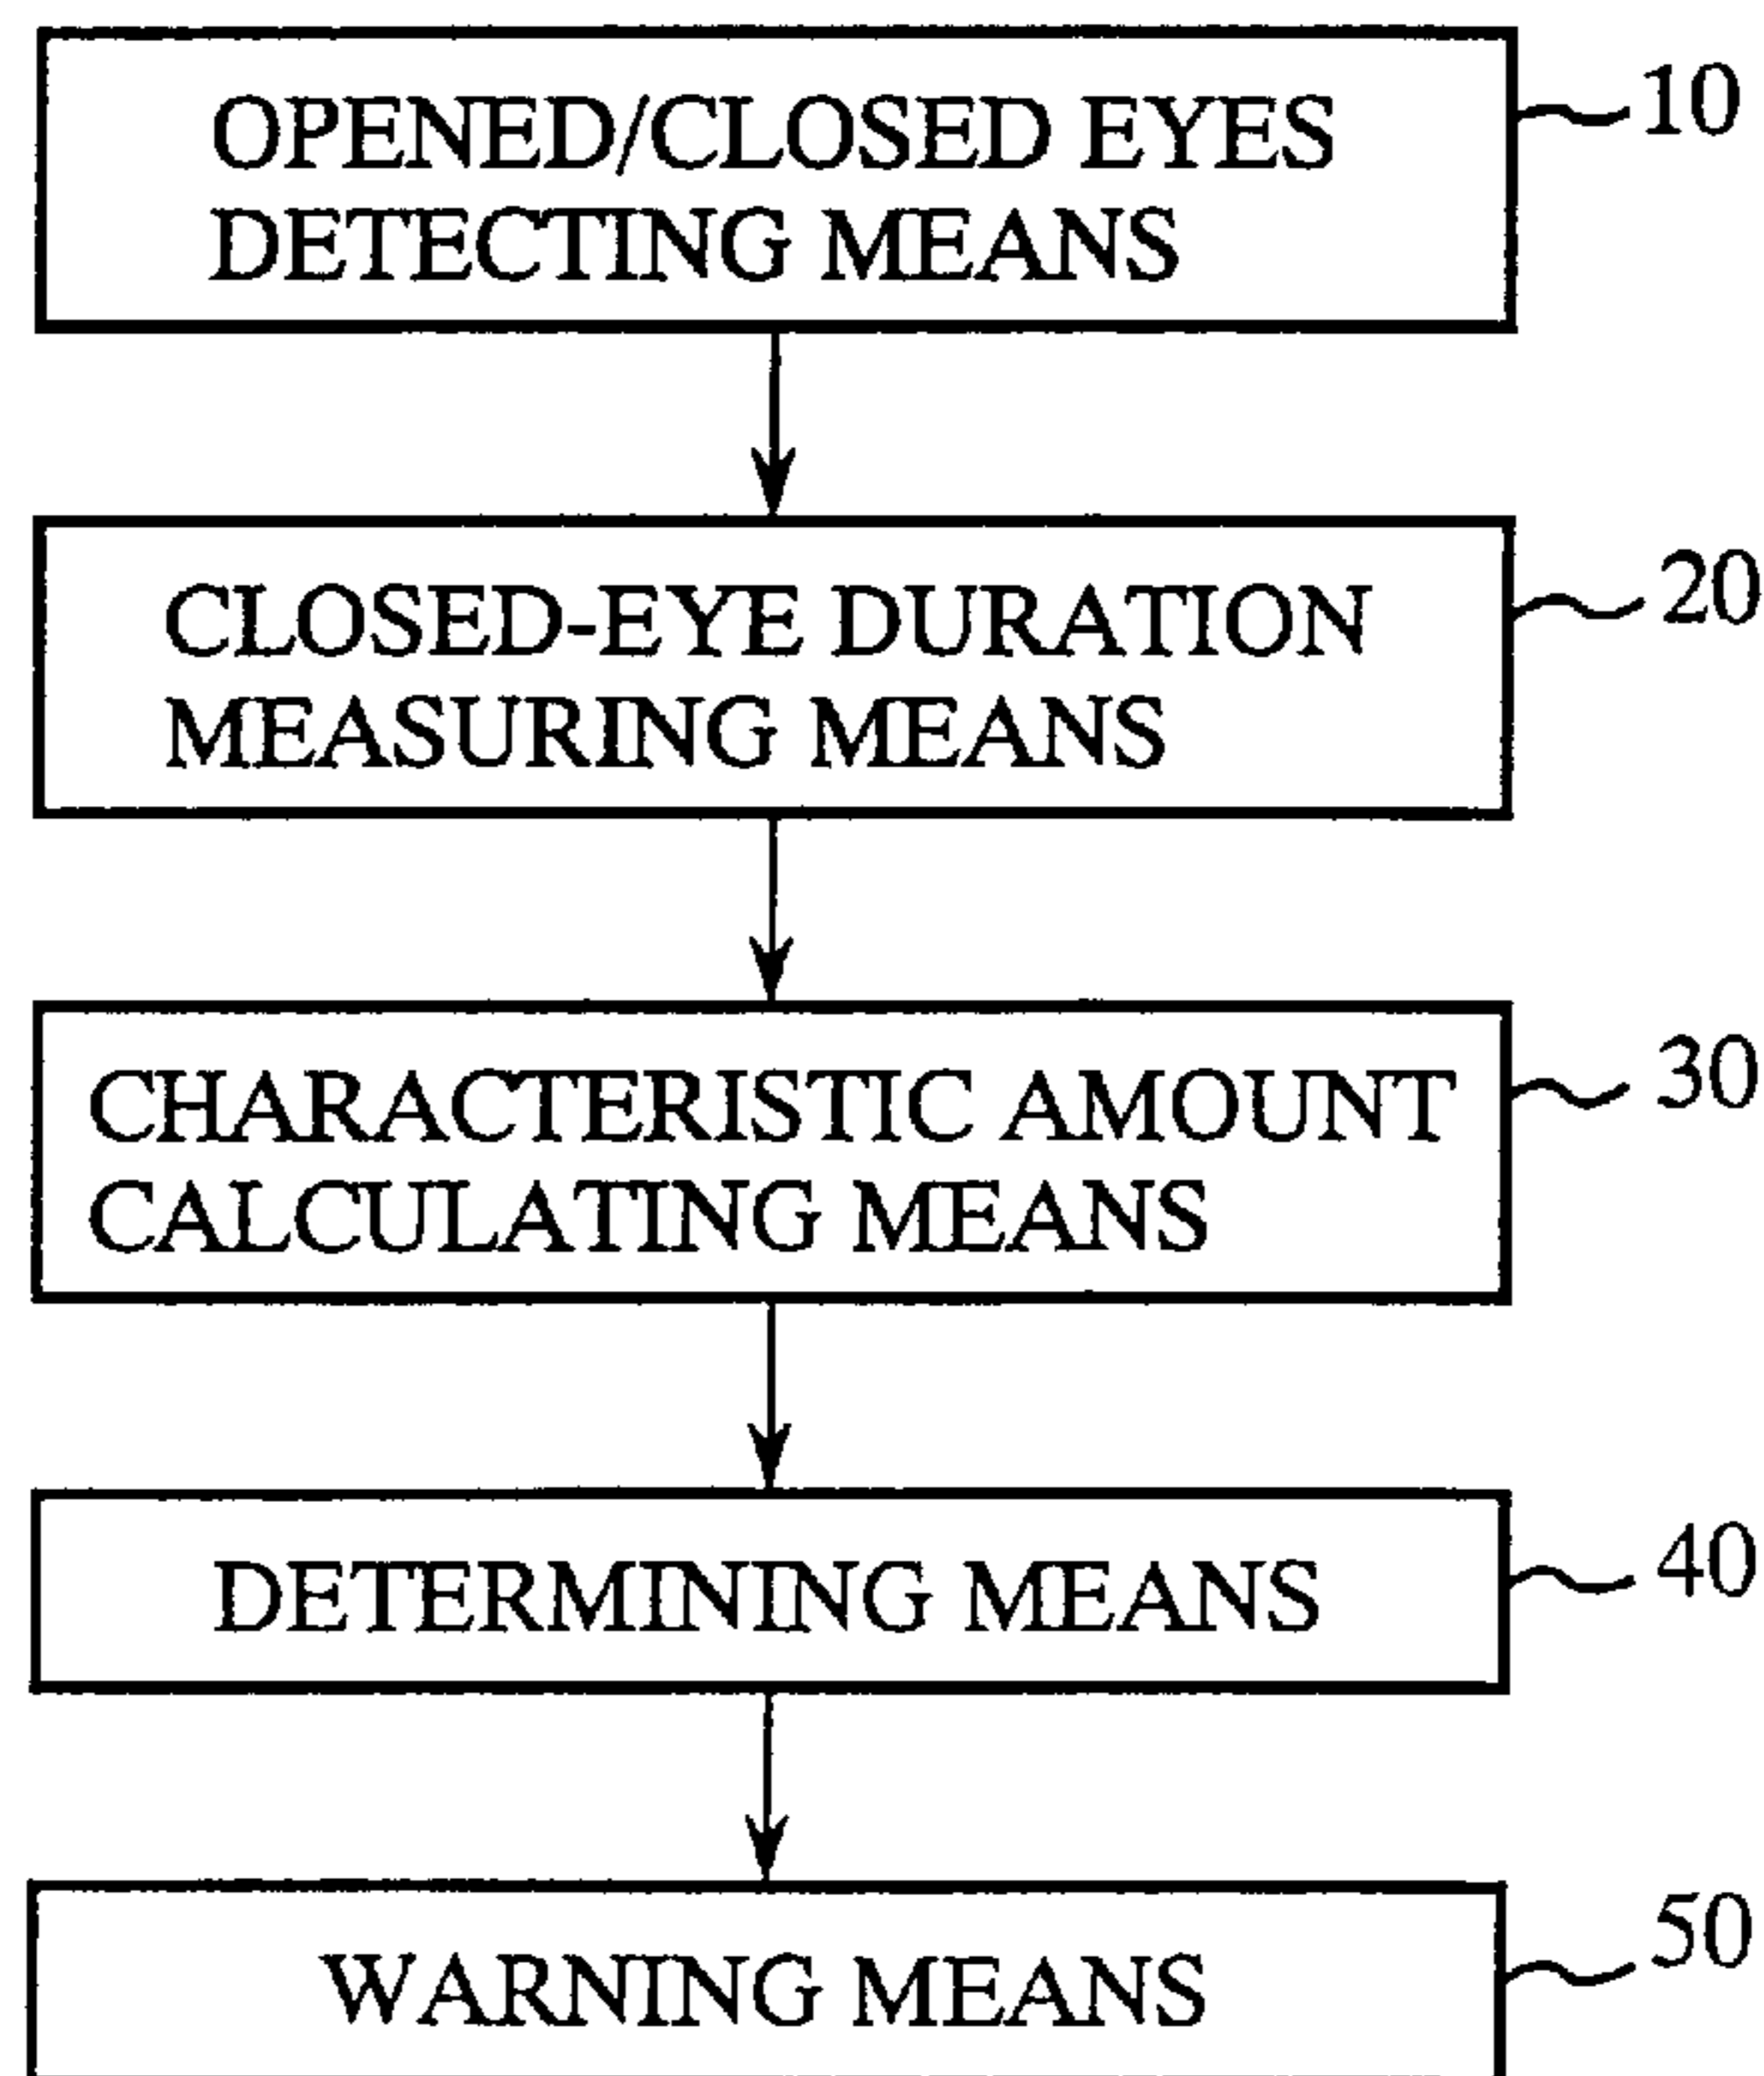 OPENED/CLOSED EYES
DETECTING MEANS
10
CLOSED-EYE DURATION
MEASURING MEANS
20
CHARACTERISTIC AMOUNT
CALCULATING MEANS
30
DETERMINING MEANS
40
WARNING MEANS
50